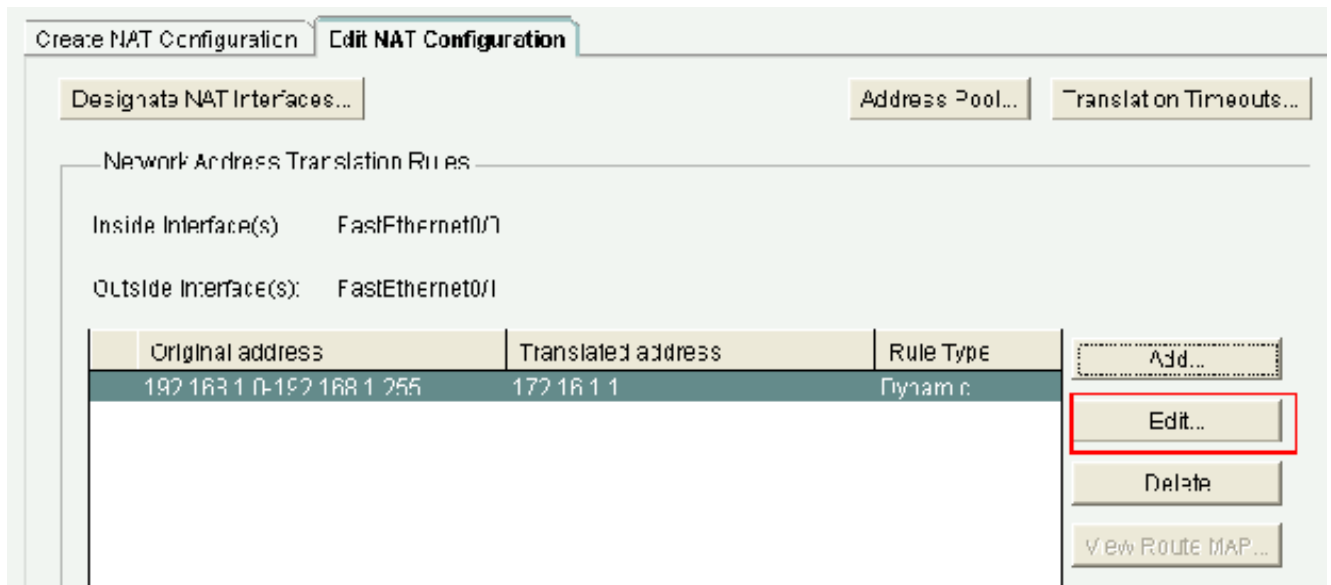 Create NAT Configuration Edit NAT Configuration
Designate NAT Interfaces... Address Pool... Translation Timeouts...
Network Address Translation Rules
Inside Interface(s) FastEthernet0/0
Outside Interface(s): FastEthernet0/1
Original address Translated address Rule Type
192.168.1.0-192.168.1.255 172.16.1.1 Dynamic
Add...
Edit...
Delete
View Route MAP...